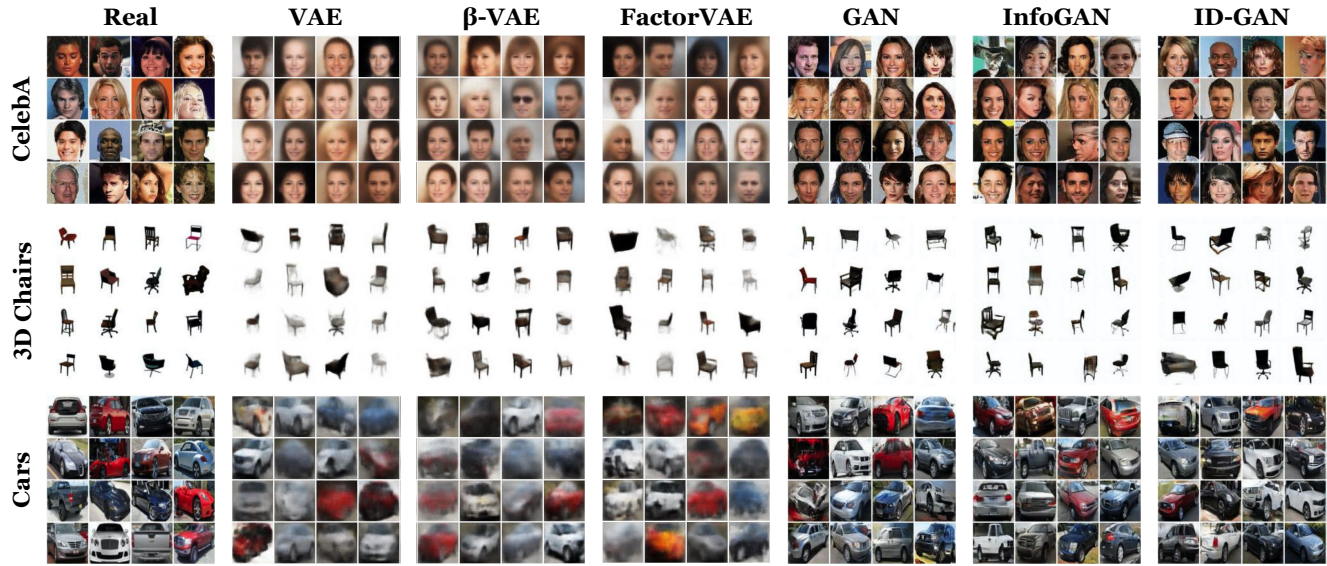 Real VAE β-VAE FactorVAE GAN InfoGAN ID-GAN
CelebA
3D Chairs
Cars